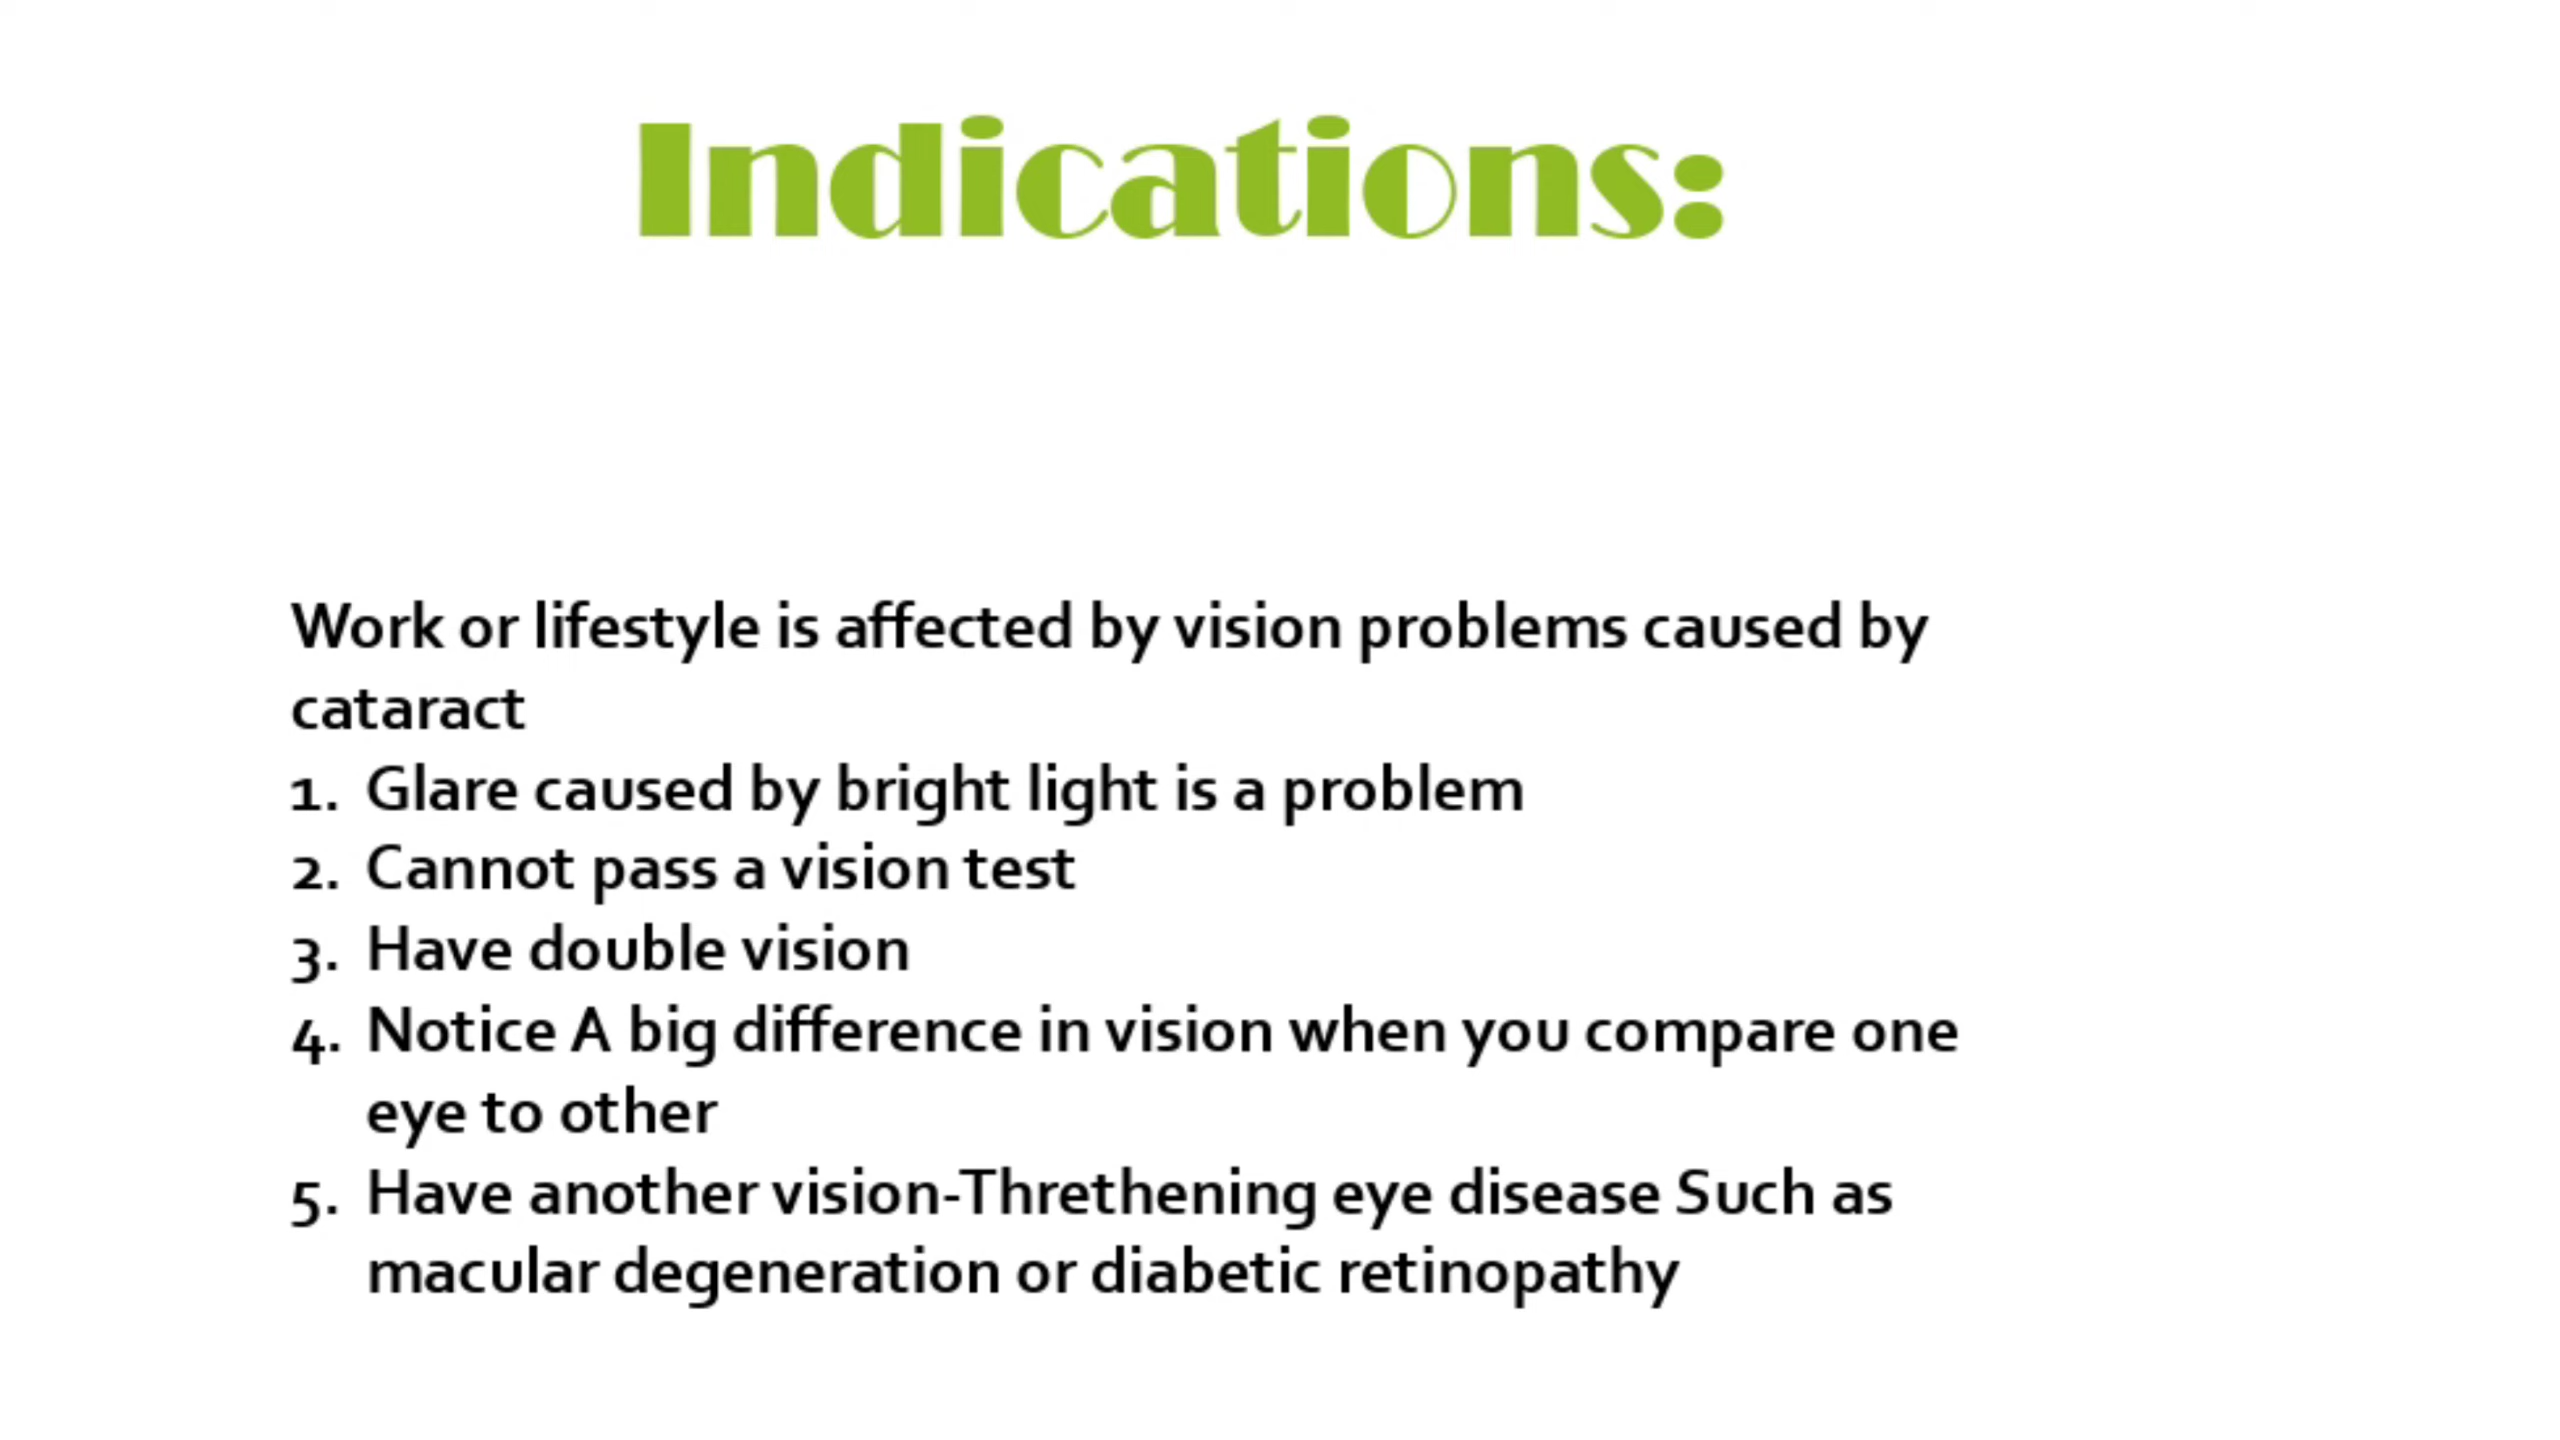 Indications:
Work or lifestyle is affected by vision problems caused by
cataract
1. Glare caused by bright light is a problem
2. Cannot pass a vision test
3. Have double vision
4. Notice A big difference in vision when you compare one
eye to other
5. Have another vision-Threthening eye disease Such as
macular degeneration or diabetic retinopathy